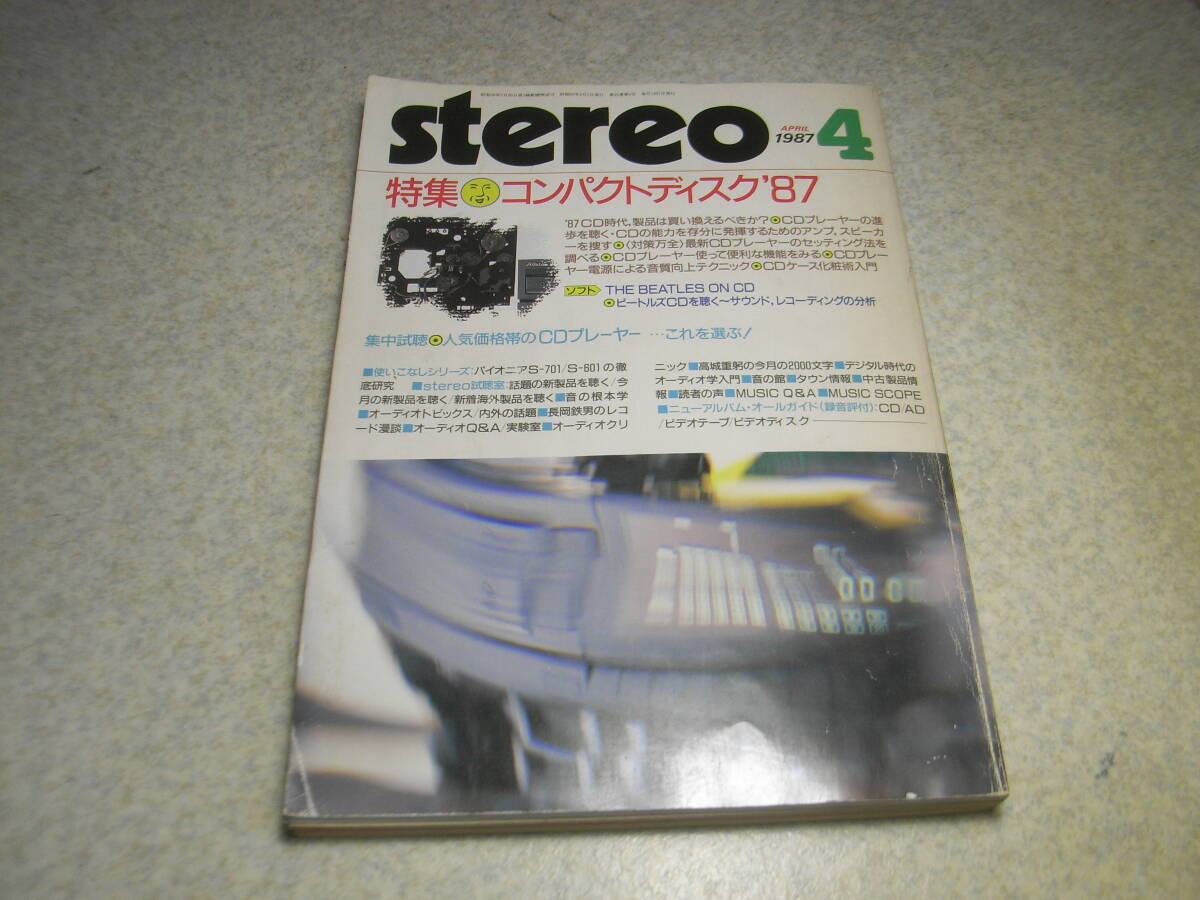 stereo
APRIL
1987 4
特集 コンパクトディスク'87
'87 CD時代、製品は買い換えるべきか?●CDプレーヤーの進
歩を聴く・CDの能力を存分に発揮するためのアンプ、スピーカ
ーを捜す●〈対策万全〉最新CDプレーヤーのセッティング法を
調べる●CDプレーヤー使って便利な機能をみる●CDプレー
ヤー電源による音質向上テクニック●CDケース化粧術入門
ソフト THE BEATLES ON CD
●ビートルズCDを聴く〜サウンド、レコーディングの分析
集中試聴●人気価格帯のCDプレーヤー …これを選ぶ!
■使いこなしシリーズ:パイオニアS-701/S-601の徹
底研究 ■stereo試聴室:話題の新製品を聴く/今
月の新製品を聴く/新着海外製品を聴く■音の根本学
■オーディオトピックス/内外の話題■長岡鉄男のレコ
ード漫談■オーディオQ&A/実験室■オーディオクリ
ニック■高城重躬の今月の2000文字■デジタル時代の
オーディオ学入門■音の館■タウン情報■中古製品情
報■読者の声■MUSIC Q&A■MUSIC SCOPE
■ニューアルバム・オールガイド(録音評付):CD/AD
/ビデオテープ/ビデオディスク